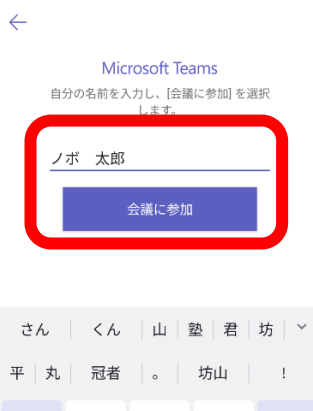 Microsoft Teams
自分の名前を入力し、[会議に参加] を選択
します。
ノボ　太郎
会議に参加
さん くん 山 塾 君 坊
平 丸 冠者 。 坊山 !